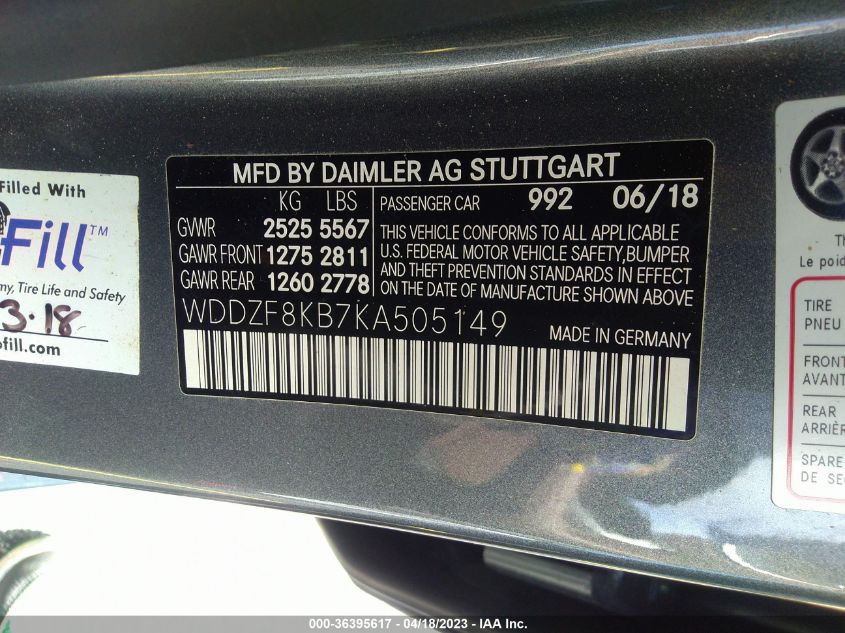 MFD BY DAIMLER AG STUTTGART
KG LBS
GVWR 2525 5567
GAWR FRONT 1275 2811
GAWR REAR 1260 2778
PASSENGER CAR 992 06/18
THIS VEHICLE CONFORMS TO ALL APPLICABLE
U.S. FEDERAL MOTOR VEHICLE SAFETY,BUMPER
AND THEFT PREVENTION STANDARDS IN EFFECT
ON THE DATE OF MANUFACTURE SHOWN ABOVE
WDDZF8KB7KA505149
MADE IN GERMANY
Filled With
Fill™
Tire Life and Safety
3-18
fill.com
Le poid
TIRE
PNEU
FRONT
AVANT
REAR
ARRIÈR
SPARE
DE SEC
000-36395617 - 04/18/2023 - IAA Inc.